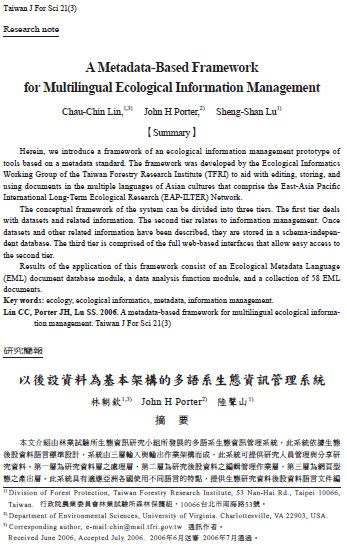 Taiwan J For Sci 21(3)
Research note
A Metadata-Based Framework
for Multilingual Ecological Information Management
Chau-Chin Lin,1,3) John H Porter,2) Sheng-Shan Lu1)
【Summary】
Herein, we introduce a framework of an ecological information management prototype of
tools based on a metadata standard. The framework was developed by the Ecological Informatics
Working Group of the Taiwan Forestry Research Institute (TFRI) to aid with editing, storing, and
using documents in the multiple languages of Asian cultures that comprise the East-Asia Pacific
International Long-Term Ecological Research (EAP-ILTER) Network.
The conceptual framework of the system can be divided into three tiers. The first tier deals
with datasets and related information. The second tier relates to information management. Once
datasets and other related information have been described, they are stored in a schema-indepen-
dent database. The third tier is comprised of the full web-based interfaces that allow easy access to
the second tier.
Results of the application of this framework consist of an Ecological Metadata Language
(EML) document database module, a data analysis function module, and a collection of 58 EML
documents.
Key words: ecology, ecological informatics, metadata, information management.
Lin CC, Porter JH, Lu SS. 2006. A metadata-based framework for multilingual ecological informa-
tion management. Taiwan J For Sci 21(3)
研究簡報
以後設資料為基本架構的多語系生態資訊管理系統
林朝欽1,3) John H Porter2) 陸聲山1)
摘 要
本文介紹由林業試驗所生態資訊研究小組所發展的多語系生態資訊管理系統,此系統依據生態
後設資料語言標準設計,系統由三層輸入與輸出作業架構而成,此系統可提供研究人員管理與分享研
究資料。第一層為研究資料層之處理層,第二層為研究後設資料之編輯管理作業層,第三層為網頁型
態之產出層。此系統具有適應亞洲各國使用不同語言的特點,提供生態研究資料後設資料語言文件編
1) Division of Forest Protection, Taiwan Forestry Research Institute, 53 Nan-Hai Rd., Taipei 10066,
Taiwan. 行政院農業委員會林業試驗所森林保護組,10066台北市南海路53號。
2) Department of Environmental Sciences, University of Virginia. Charlottesville, VA 22903, USA.
3) Corresponding author, e-mail:chin@mail.tfri.gov.tw 通訊作者。
Received June 2006, Accepted July 2006. 2006年6月送審 2006年7月通過。